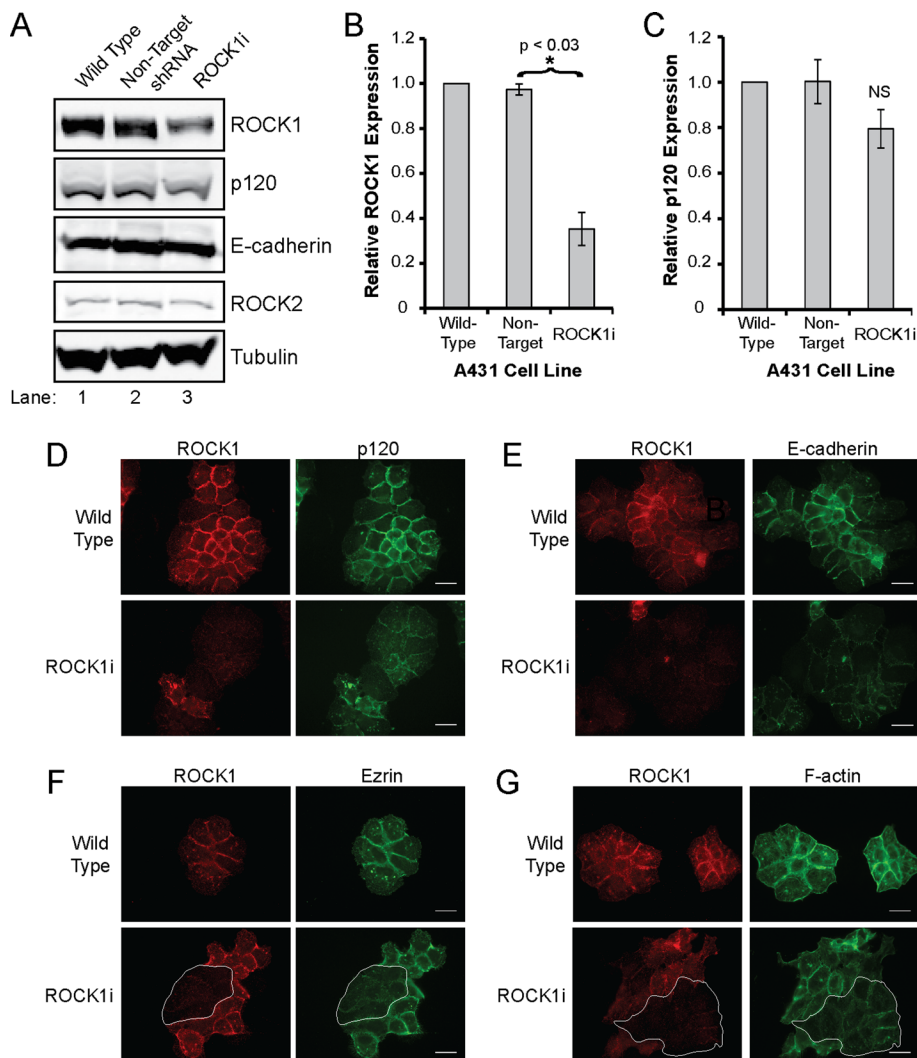 A
Wild Type
Non-Target
shRNA
ROCK1i
ROCK1
p120
E-cadherin
ROCK2
Tubulin
Lane: 1 2 3
B
Relative ROCK1 Expression
1.2
1.0
0.8
0.6
0.4
0.2
0
p < 0.03
*
Wild-
Type
Non-
Target
ROCK1i
A431 Cell Line
C
Relative p120 Expression
1.2
1.0
0.8
0.6
0.4
0.2
0
NS
Wild-
Type
Non-
Target
ROCK1i
A431 Cell Line
D
ROCK1 p120
Wild
Type
ROCK1i
E
ROCK1 E-cadherin
Wild
Type
B
ROCK1i
F
ROCK1 Ezrin
Wild
Type
ROCK1i
G
ROCK1 F-actin
Wild
Type
ROCK1i